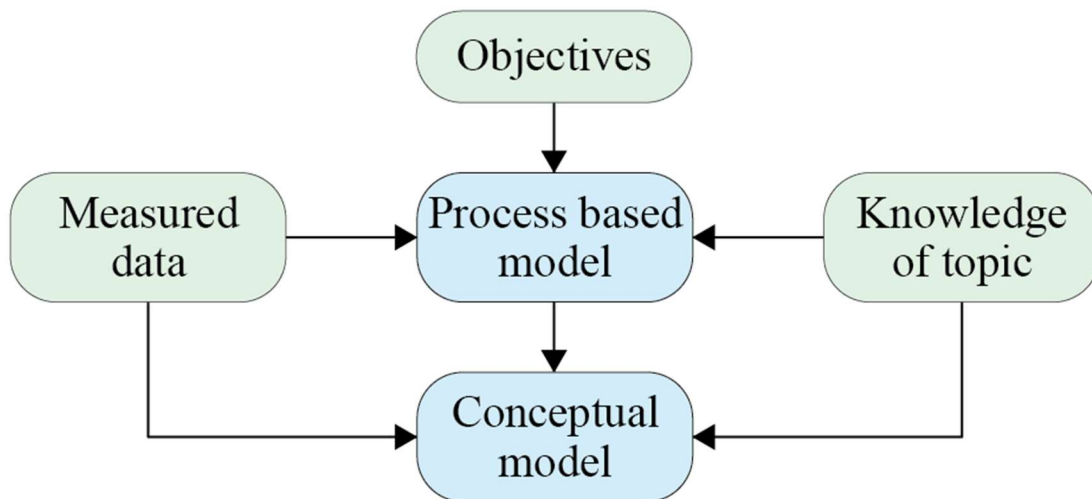 Objectives
Measured
data
Process based
model
Knowledge
of topic
Conceptual
model